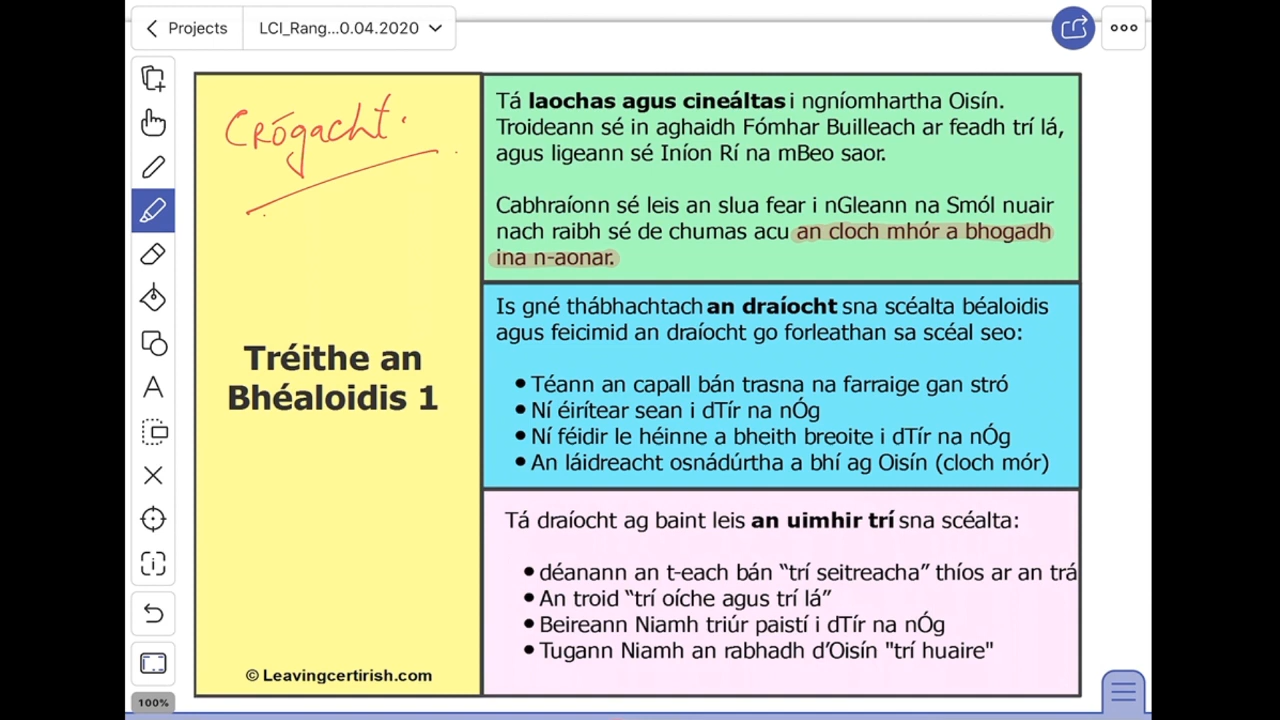 Projects
LCI_Rang...0.04.2020
Crógacht.
Tréithe an
Bhéaloidis 1
© Leavingcertirish.com
Tá laochas agus cineáltas i ngníomhartha Oisín.
Troideann sé in aghaidh Fómhar Builleach ar feadh trí lá,
agus ligeann sé Iníon Rí na mBeo saor.
Cabhraíonn sé leis an slua fear i nGleann na Smól nuair
nach raibh sé de chumas acu an cloch mhór a bhogadh
ina n-aonar.
Is gné thábhachtach an draíocht sna scéalta béaloidis
agus feicimid an draíocht go forleathan sa scéal seo:
• Téann an capall bán trasna na farraige gan stró
• Ní éirítear sean i dTír na nÓg
• Ní féidir le héinne a bheith breoite i dTír na nÓg
• An láidreacht osnádúrtha a bhí ag Oisín (cloch mór)
Tá draíocht ag baint leis an uimhir trí sna scéalta:
• déanann an t-each bán “trí seitreacha” thíos ar an trá
• An troid “trí oíche agus trí lá”
• Beireann Niamh triúr paistí i dTír na nÓg
• Tugann Niamh an rabhadh d’Oisín "trí huaire"
A
100%